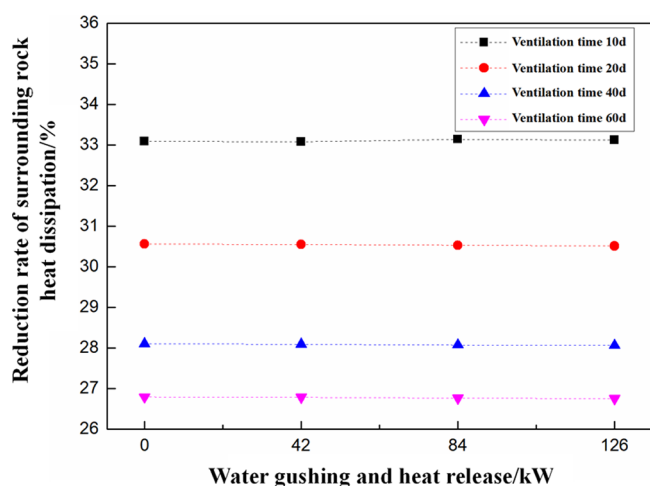 Reduction rate of surrounding rock
heat dissipation/%
36
35
34
33
32
31
30
29
28
27
26
Ventilation time 10d
Ventilation time 20d
Ventilation time 40d
Ventilation time 60d
0 42 84 126
Water gushing and heat release/kW